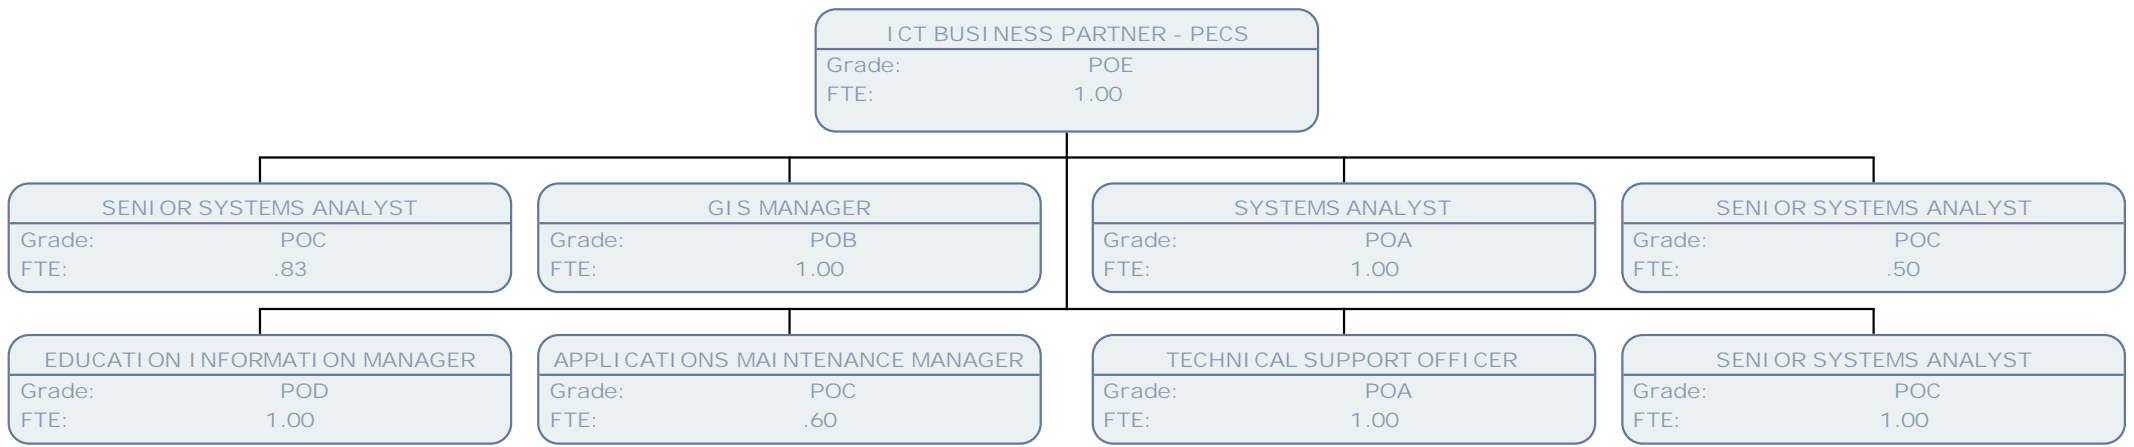 ICT BUSINESS PARTNER - PECS
Grade: POE
FTE: 1.00
SENIOR SYSTEMS ANALYST
Grade: POC
FTE: .83
GIS MANAGER
Grade: POB
FTE: 1.00
SYSTEMS ANALYST
Grade: POA
FTE: 1.00
SENIOR SYSTEMS ANALYST
Grade: POC
FTE: .50
EDUCATION INFORMATION MANAGER
Grade: POD
FTE: 1.00
APPLICATIONS MAINTENANCE MANAGER
Grade: POC
FTE: .60
TECHNICAL SUPPORT OFFICER
Grade: POA
FTE: 1.00
SENIOR SYSTEMS ANALYST
Grade: POC
FTE: 1.00